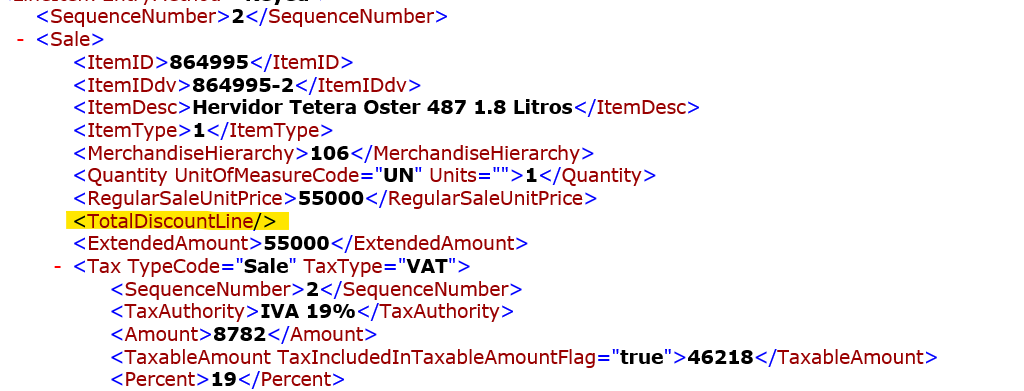 <SequenceNumber>2</SequenceNumber>
- <Sale>
<ItemID>864995</ItemID>
<ItemIDdv>864995-2</ItemIDdv>
<ItemDesc>Hervidor Tetera Oster 487 1.8 Litros</ItemDesc>
<ItemType>1</ItemType>
<MerchandiseHierarchy>106</MerchandiseHierarchy>
<Quantity UnitOfMeasureCode="UN" Units="">1</Quantity>
<RegularSaleUnitPrice>55000</RegularSaleUnitPrice>
<TotalDiscountLine/>
<ExtendedAmount>55000</ExtendedAmount>
- <Tax TypeCode="Sale" TaxType="VAT">
<SequenceNumber>2</SequenceNumber>
<TaxAuthority>IVA 19%</TaxAuthority>
<Amount>8782</Amount>
<TaxableAmount TaxIncludedInTaxableAmountFlag="true">46218</TaxableAmount>
<Percent>19</Percent>